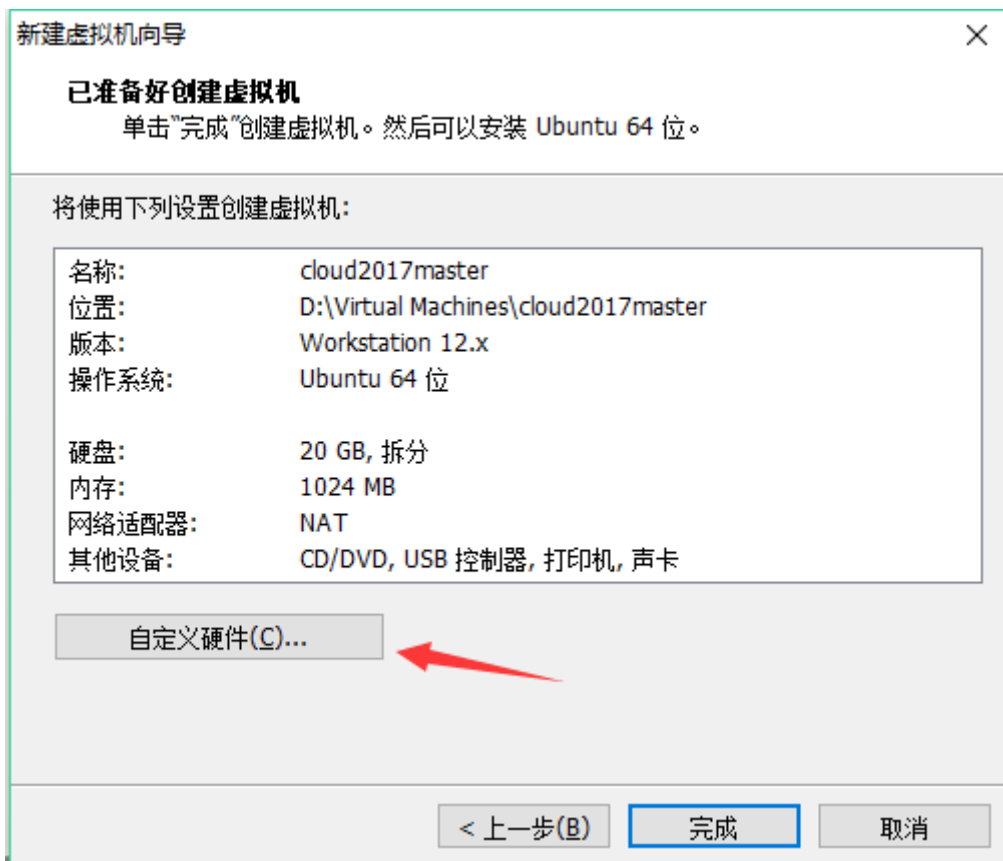 新建虚拟机向导
已准备好创建虚拟机
单击"完成"创建虚拟机。然后可以安装 Ubuntu 64 位。
将使用下列设置创建虚拟机:
名称: cloud2017master
位置: D:\Virtual Machines\cloud2017master
版本: Workstation 12.x
操作系统: Ubuntu 64 位
硬盘: 20 GB, 拆分
内存: 1024 MB
网络适配器: NAT
其他设备: CD/DVD, USB 控制器, 打印机, 声卡
自定义硬件(C)...
< 上一步(B) 完成 取消